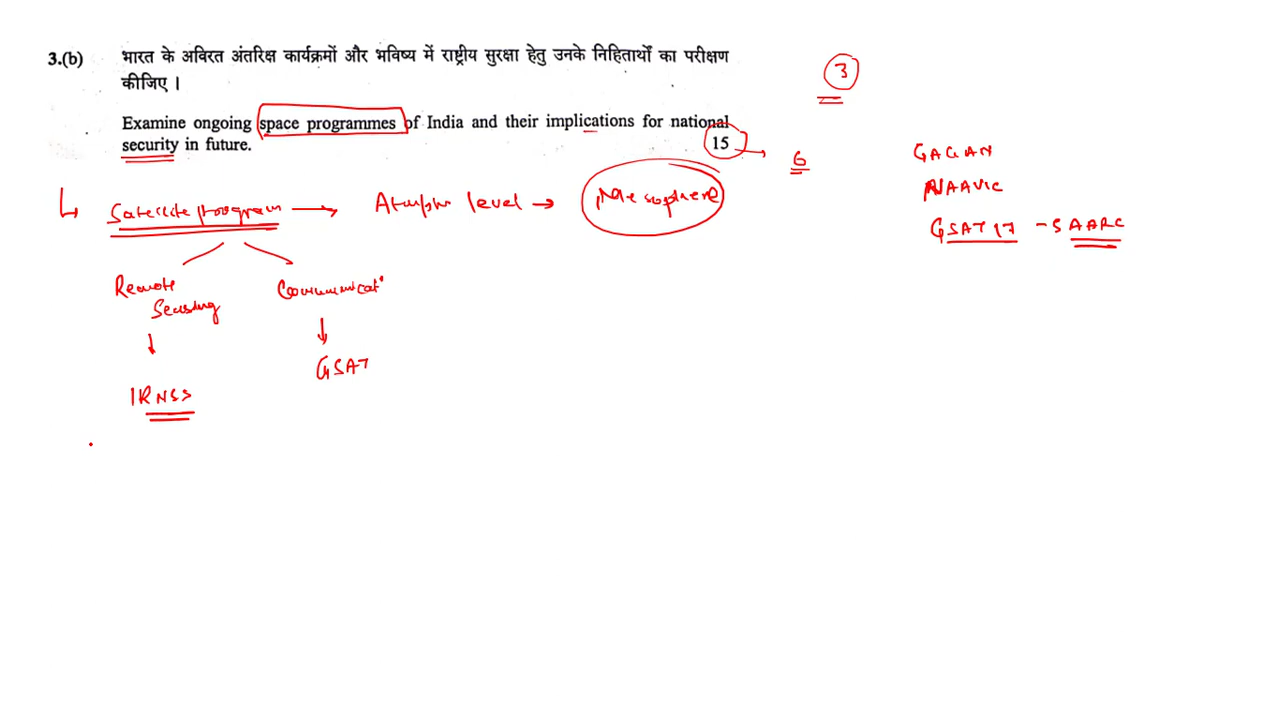 3.(b) भारत के अविरत अंतरिक्ष कार्यक्रमों और भविष्य में राष्ट्रीय सुरक्षा हेतु उनके निहितार्थों का परीक्षण
कीजिए ।
3
Examine ongoing space programmes of India and their implications for national
security in future. 15
6
GAGAN
NAAVIC
GSAT 17 - SAARC
Satellite program level
Remote
Sensing
Communicat'
GSAT
IRNSS